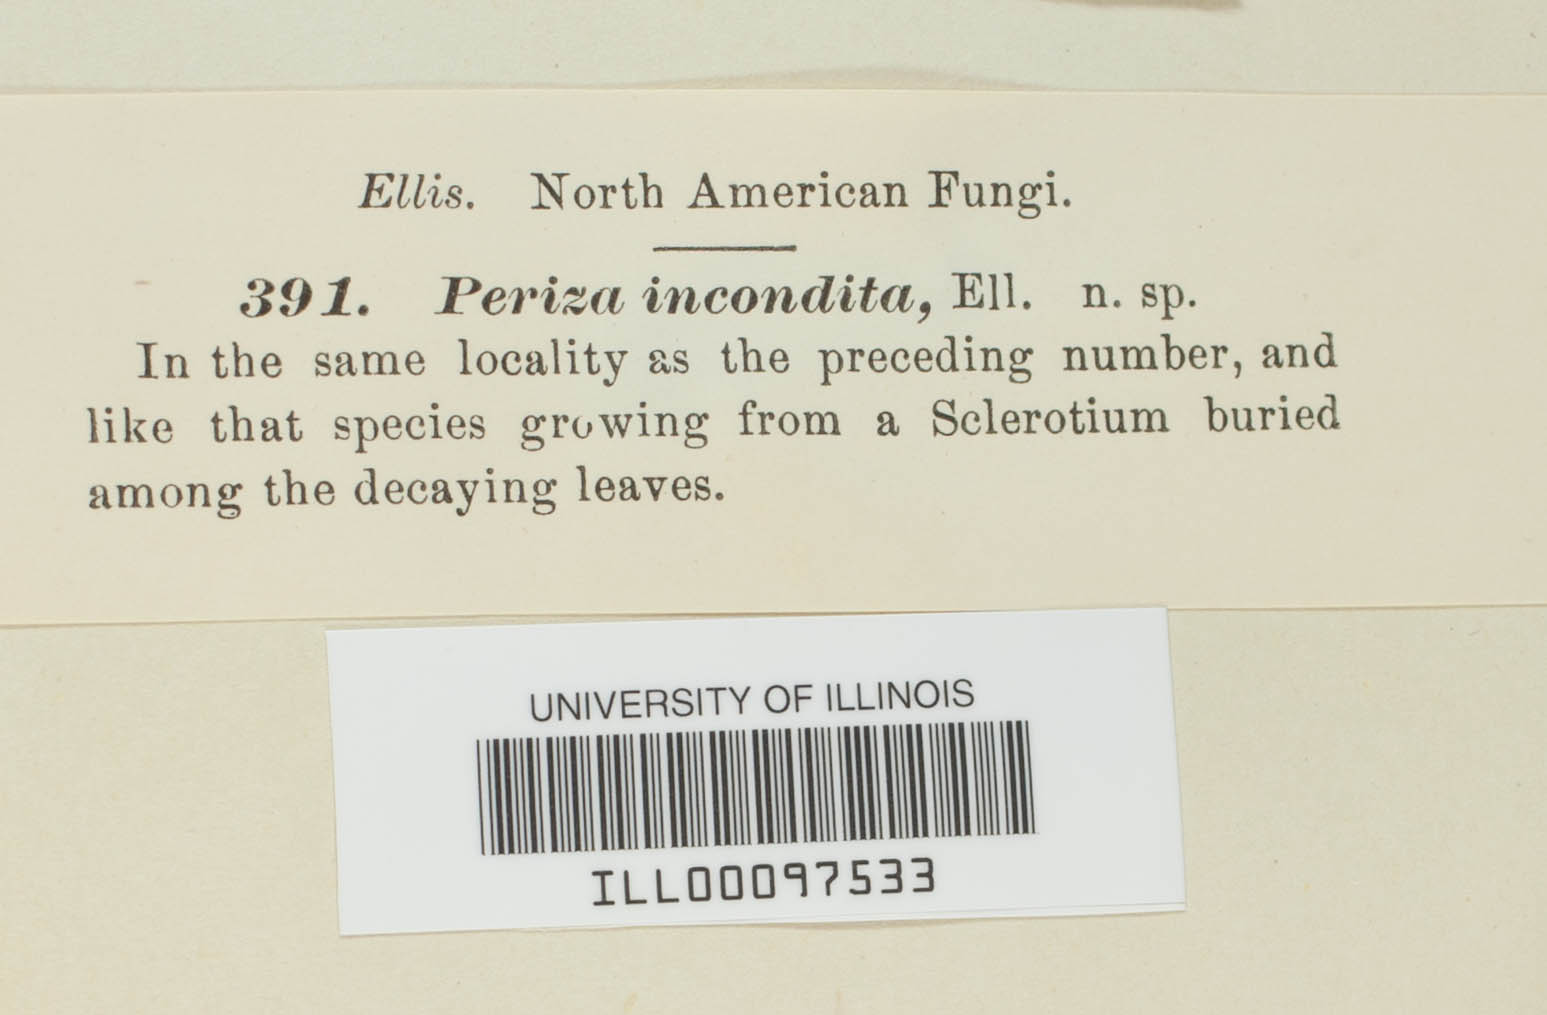 Ellis. North American Fungi.
391. Periza incondita, Ell. n. sp.
In the same locality as the preceding number, and
like that species growing from a Sclerotium buried
among the decaying leaves.
UNIVERSITY OF ILLINOIS
ILL00097533